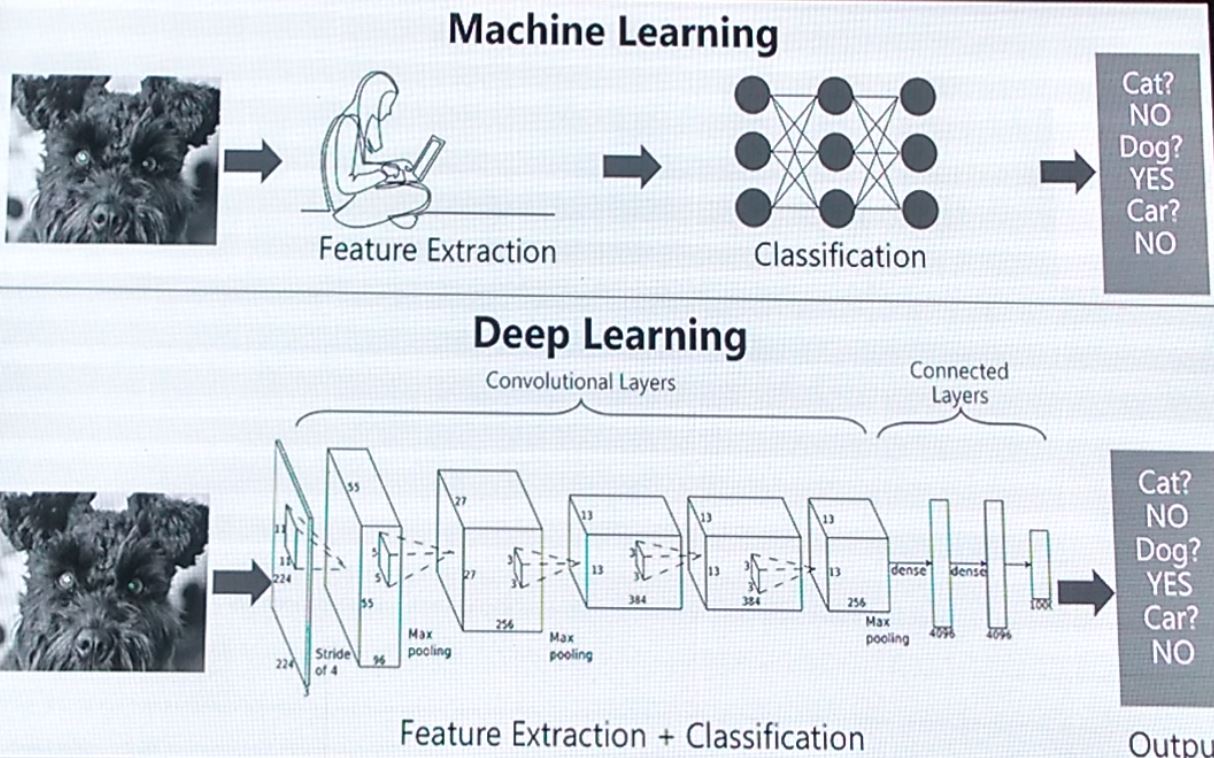 Machine Learning
Feature Extraction
Classification
Cat?
NO
Dog?
YES
Car?
NO
Deep Learning
Convolutional Layers
Connected
Layers
11
11
224
224
Stride
of 4
55
55
5
5
96
Max
pooling
27
27
3
3
256
Max
pooling
13
13
3
3
384
13
13
3
3
384
13
13
256
Max
pooling
dense
4096
dense
4096
Cat?
NO
Dog?
YES
Car?
NO
Feature Extraction + Classification